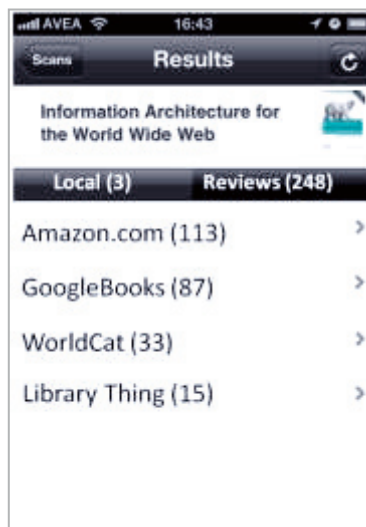 AVEA 16:43
Scans Results
Information Architecture for
the World Wide Web
Local (3) Reviews (248)
Amazon.com (113)
GoogleBooks (87)
WorldCat (33)
Library Thing (15)